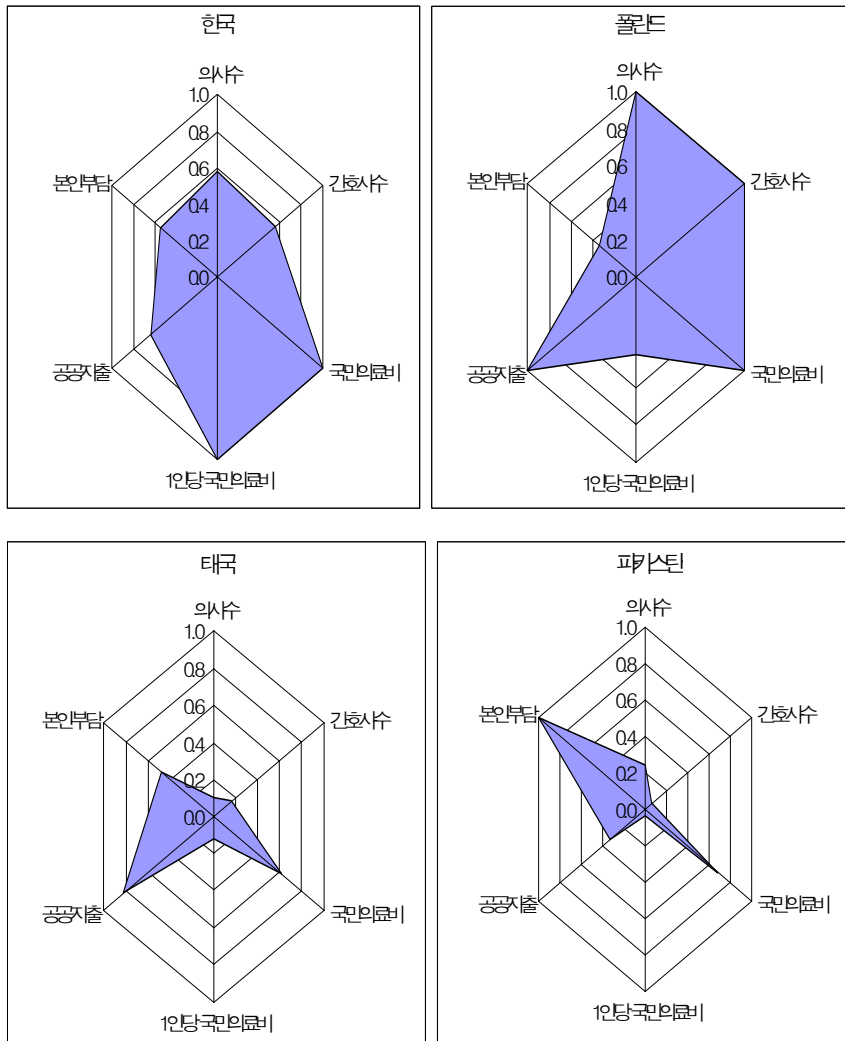 한국
의사수
1.0
0.8
0.6
0.4
0.2
0.0
간호사수
국민의료비
1인당국민의료비
공공지출
본인부담
폴란드
의사수
1.0
0.8
0.6
0.4
0.2
0.0
간호사수
국민의료비
1인당국민의료비
공공지출
본인부담
태국
의사수
1.0
0.8
0.6
0.4
0.2
0.0
간호사수
국민의료비
1인당국민의료비
공공지출
본인부담
파키스탄
의사수
1.0
0.8
0.6
0.4
0.2
0.0
간호사수
국민의료비
1인당국민의료비
공공지출
본인부담